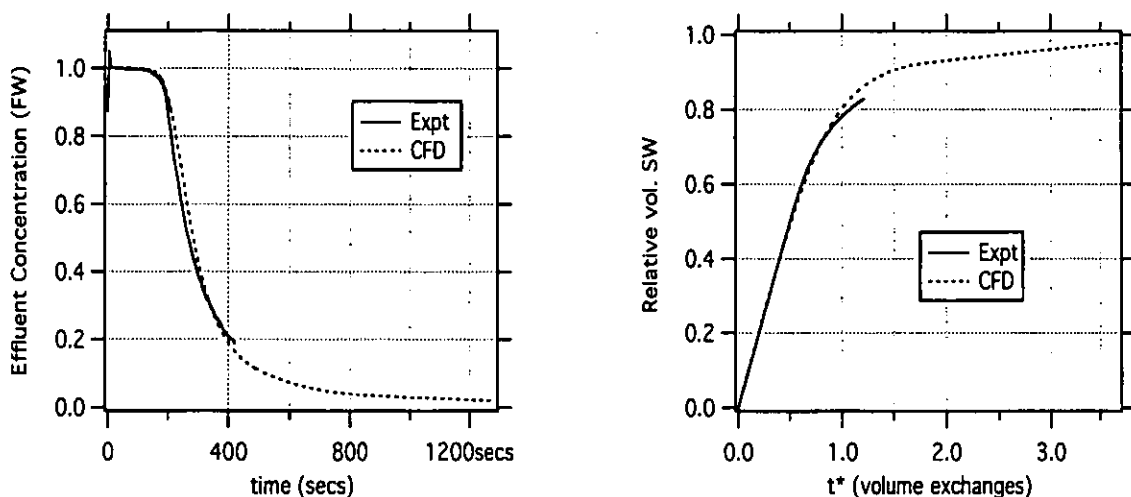 Effluent Concentration (FW)
1.0
0.8
0.6
0.4
0.2
0.0
Expt
CFD
0
400
800
1200secs
time (secs)
Relative vol. SW
1.0
0.8
0.6
0.4
0.2
0.0
Expt
CFD
0.0
1.0
2.0
3.0
t* (volume exchanges)